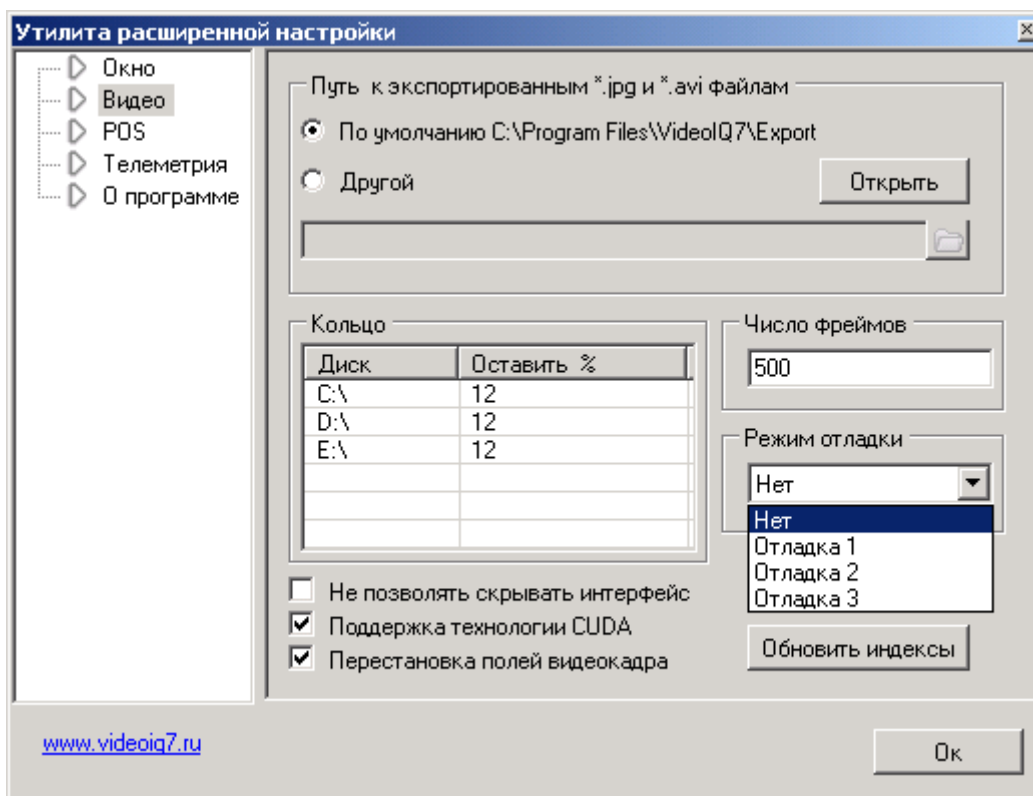 Утилита расширенной настройки
Окно
Видео
POS
Телеметрия
О программе
Путь к экспортированным *.jpg и *.avi файлам
По умолчанию C:\Program Files\VideoIQ7\Export
Другой
Открыть
Кольцо
Диск Оставить %
C:\ 12
D:\ 12
E:\ 12
Число фреймов
500
Режим отладки
Нет
Нет
Отладка 1
Отладка 2
Отладка 3
Не позволять скрывать интерфейс
Поддержка технологии CUDA
Перестановка полей видеокадра
Обновить индексы
www.videoiq7.ru
Ок